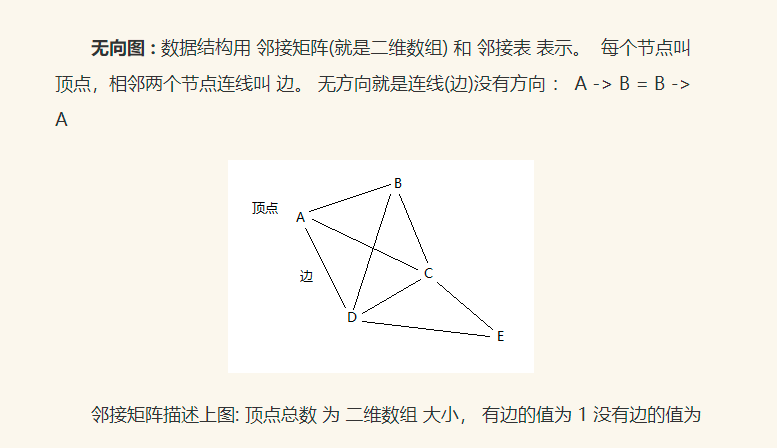 无向图 : 数据结构用 邻接矩阵(就是二维数组) 和 邻接表 表示。 每个节点叫
顶点，相邻两个节点连线叫 边。 无方向就是连线(边)没有方向 ： A -> B = B ->
A
B
顶点
A
边
C
D
E
邻接矩阵描述上图: 顶点总数 为 二维数组 大小， 有边的值为 1 没有边的值为